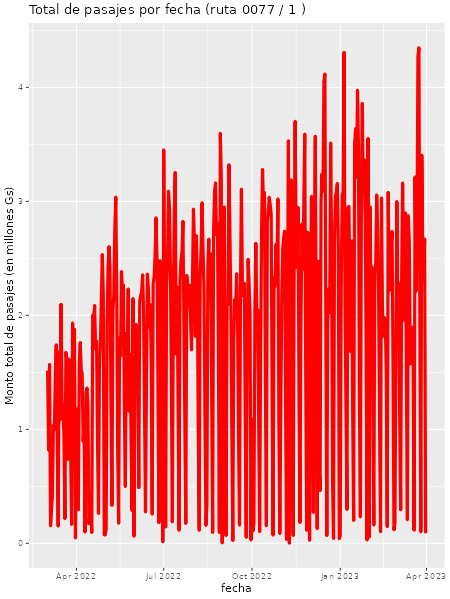 Total de pasajes por fecha (ruta 0077 / 1 )
Monto total de pasajes (en millones Gs)
4
3
2
1
0
Apr 2022
Jul 2022
Oct 2022
Jan 2023
Apr 2023
fecha